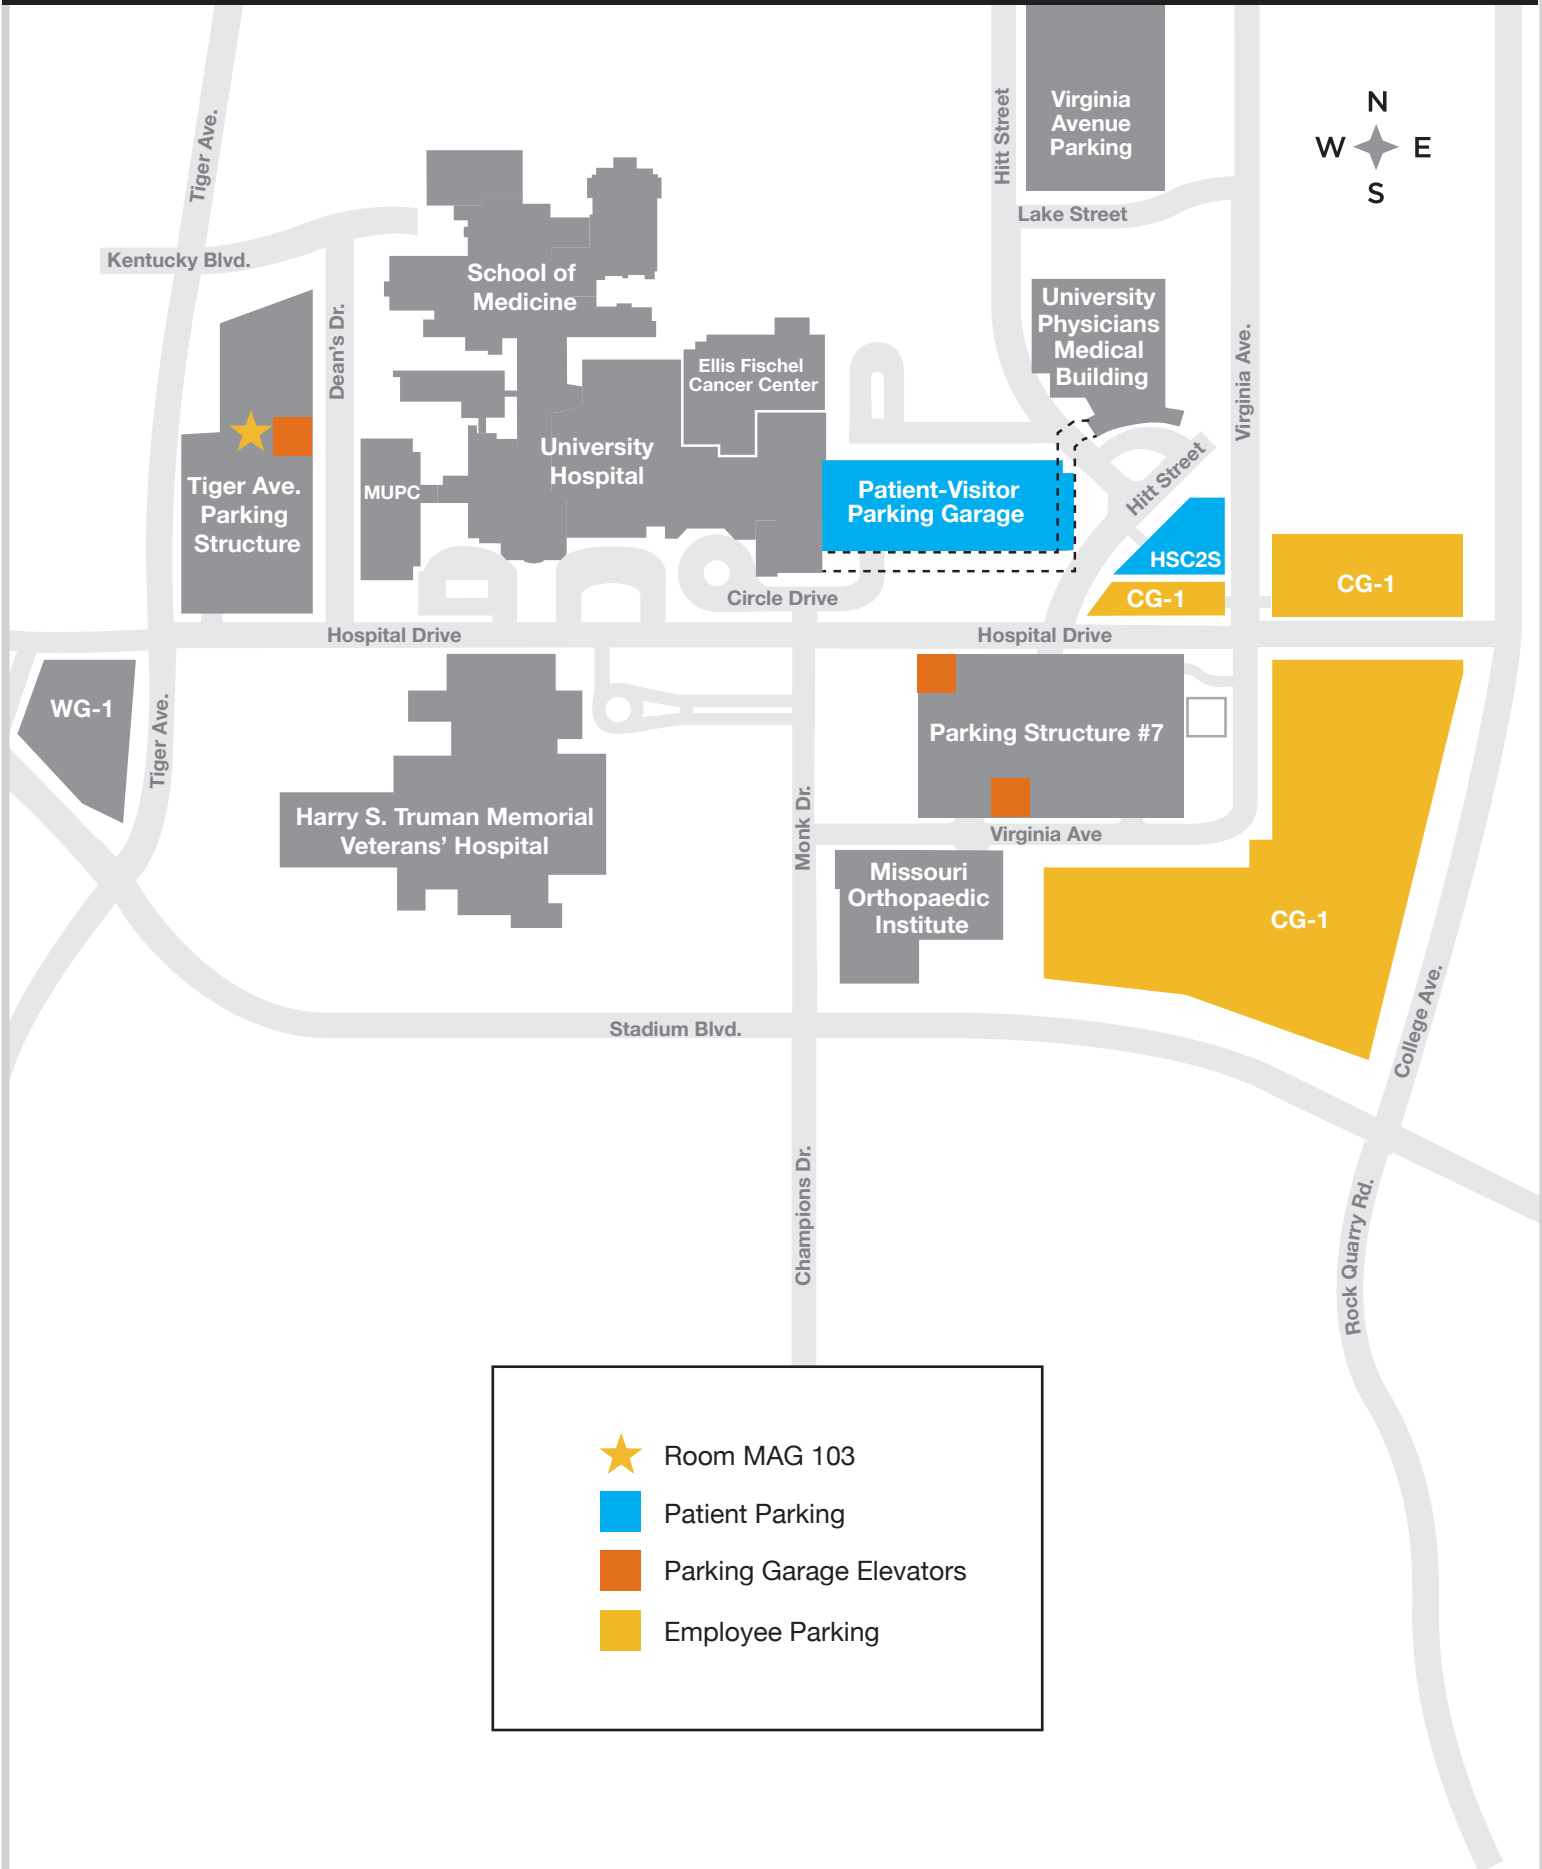 Tiger Ave.
Hitt Street
Virginia
Avenue
Parking
N
W
E
S
Lake Street
Kentucky Blvd.
School of
Medicine
University
Physicians
Medical
Building
Dean's Dr.
Virginia Ave.
Ellis Fischel
Cancer Center
University
Hospital
MUPC
Tiger Ave.
Parking
Structure
Patient-Visitor
Parking Garage
Hitt Street
HSC2S
CG-1
CG-1
Circle Drive
Hospital Drive
Hospital Drive
WG-1
Tiger Ave.
Parking Structure #7
Harry S. Truman Memorial
Veterans' Hospital
Monk Dr.
Virginia Ave
Missouri
Orthopaedic
Institute
CG-1
College Ave.
Stadium Blvd.
Champions Dr.
Rock Quarry Rd.
Room MAG 103
Patient Parking
Parking Garage Elevators
Employee Parking